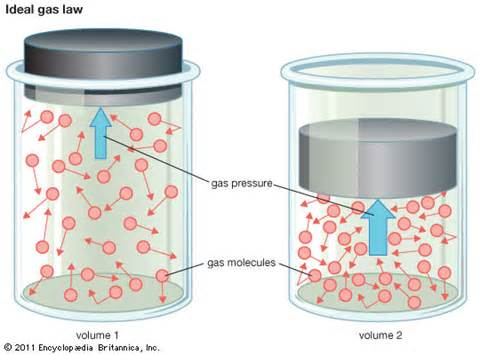 Ideal gas law
gas pressure
gas molecules
volume 1
volume 2
© 2011 Encyclopædia Britannica, Inc.